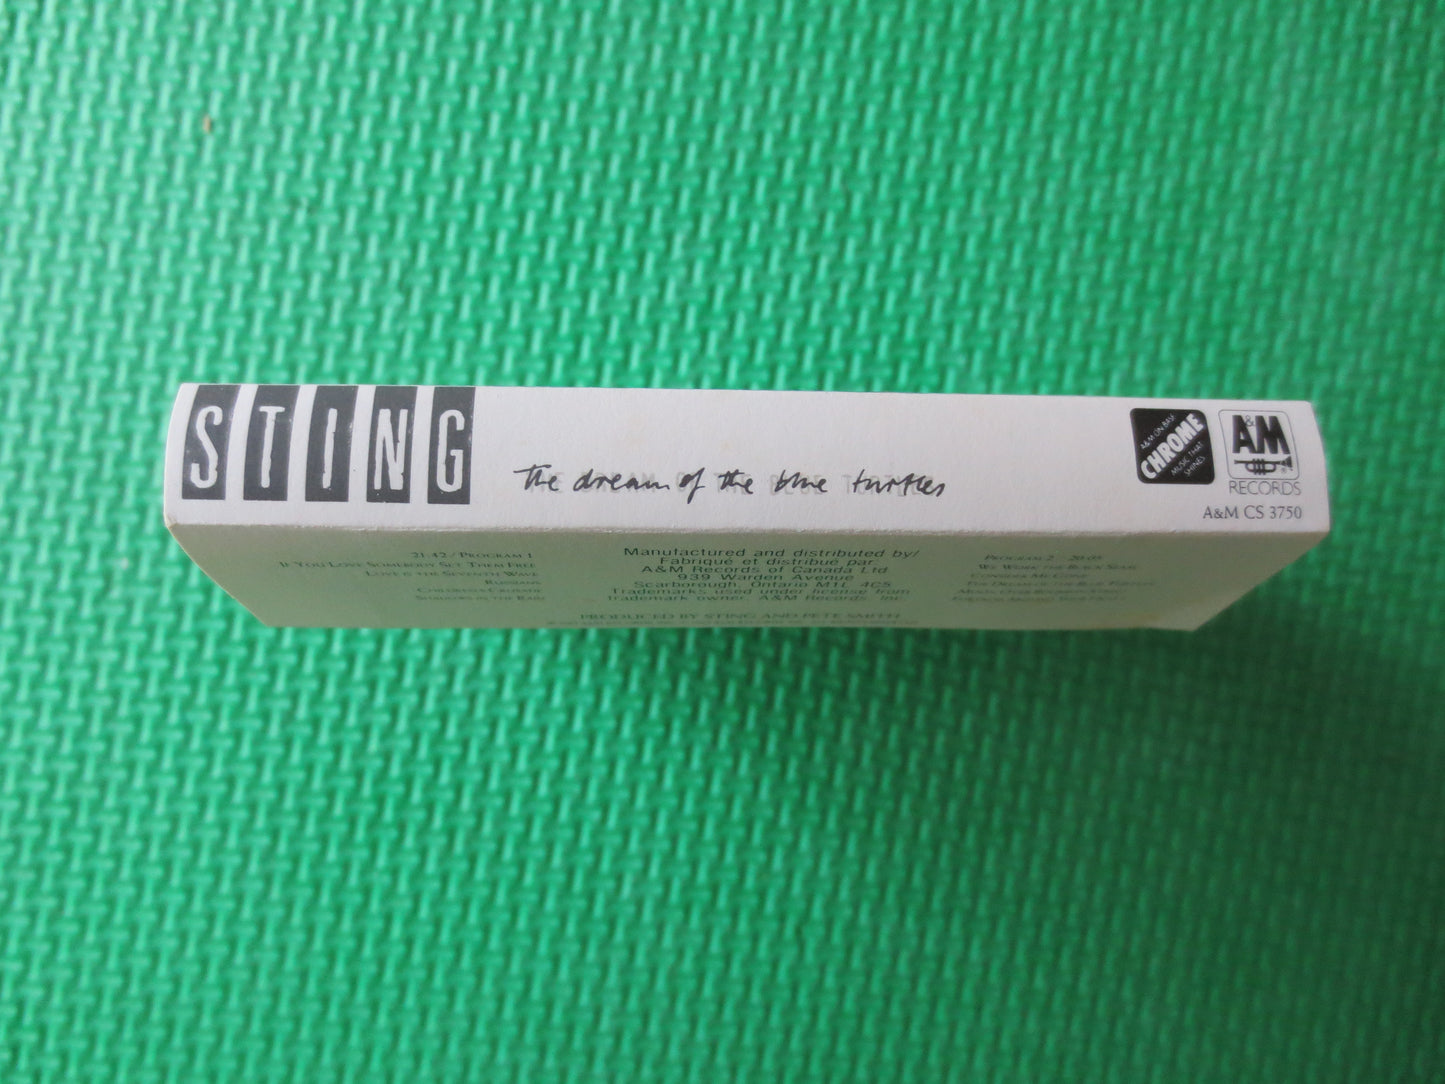 STING
the dream of the blue turtles
A&M ON BASF
CHROME
MUSIC THAT SHINES
A&M
RECORDS
A&M CS 3750
21:42 / PROGRAM 1
IF YOU LOVE SOMEBODY SET THEM FREE
LOVE IS THE SEVENTH WAVE
RUSSIANS
CHILDREN'S CRUSADE
SHADOWS IN THE RAIN
Manufactured and distributed by/
Fabriqué et distribué par:
A&M Records of Canada Ltd.
939 Warden Avenue
Scarborough, Ontario M1L 4C5
Trademarks used under license from
trademark owner, A&M Records, Inc.
PROGRAM 2 20:05
WE WORK THE BLACK SEAM
CONSIDER ME GONE
THE DREAM OF THE BLUE TURTLES
MOON OVER BOURBON STREET
FORTRESS AROUND YOUR HEART
PRODUCED BY STING AND PETE SMITH